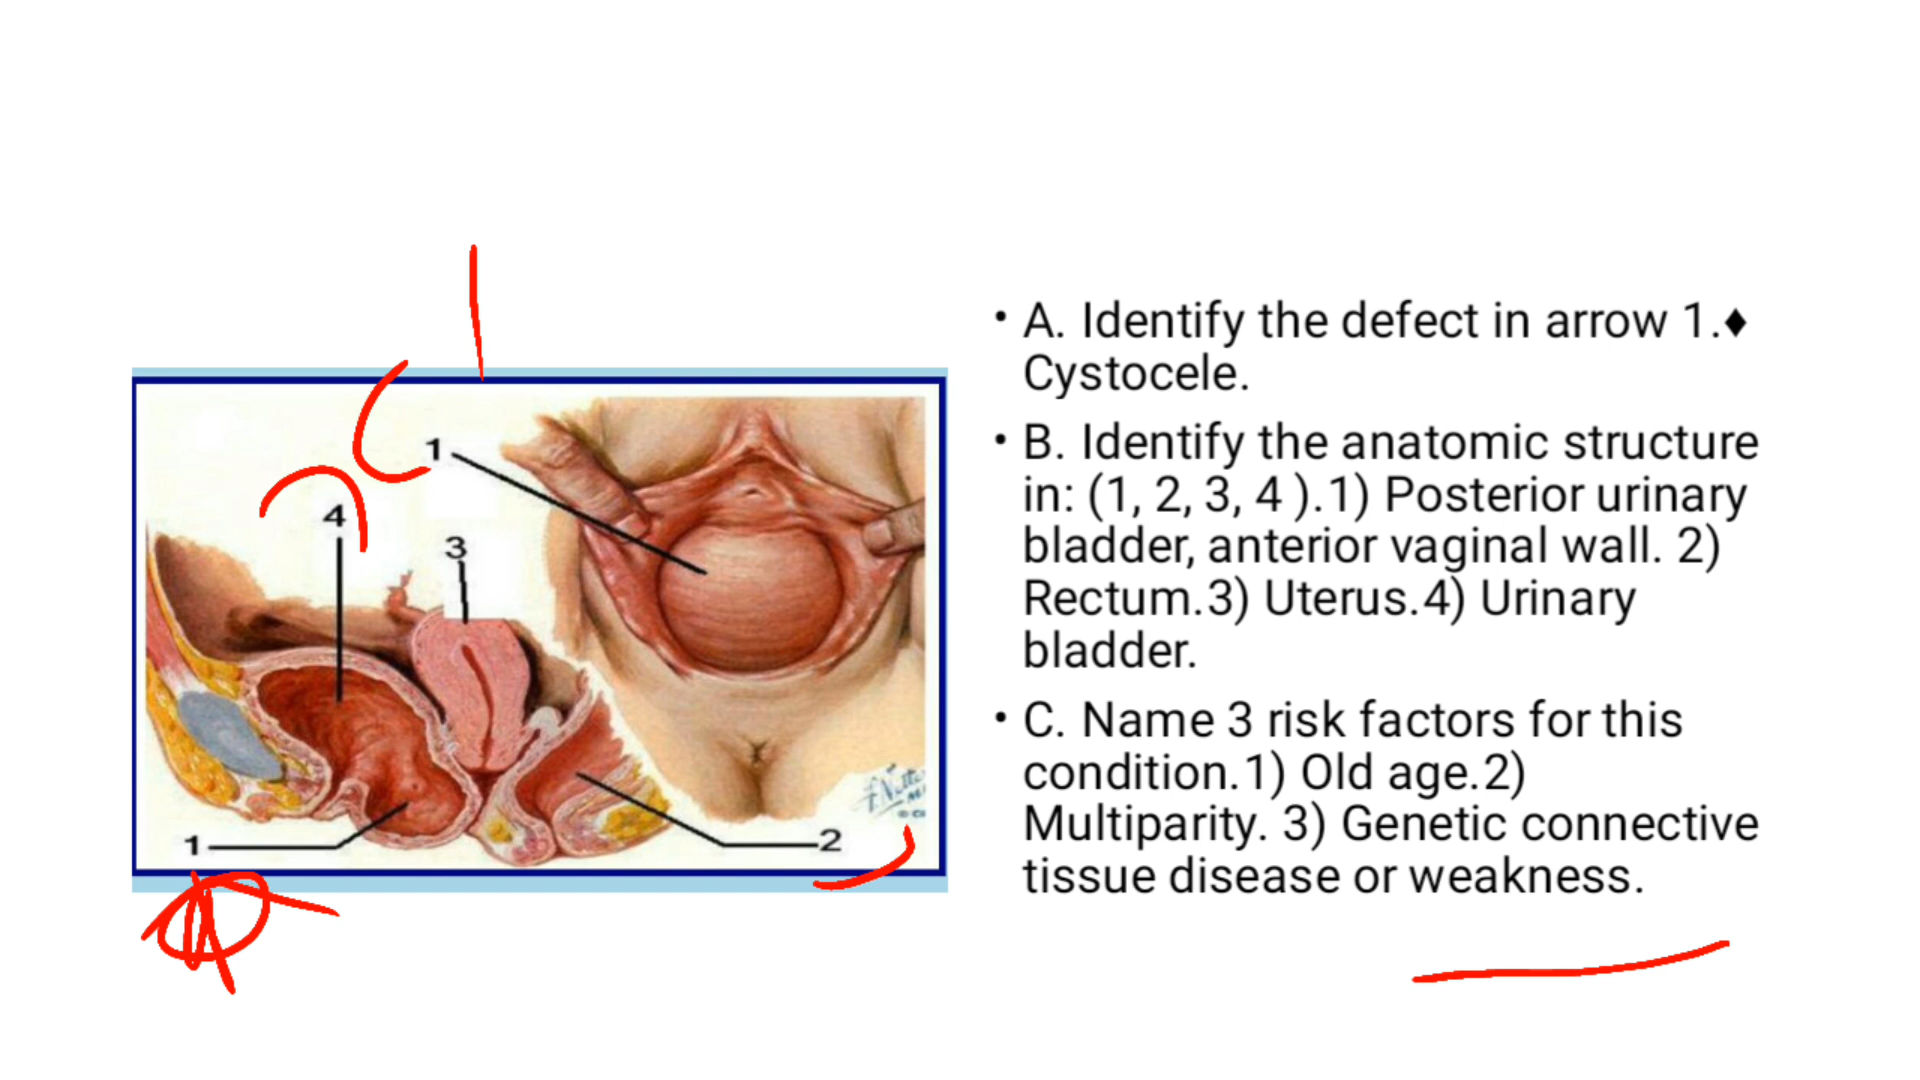 • A. Identify the defect in arrow 1.♦
Cystocele.
• B. Identify the anatomic structure
in: (1, 2, 3, 4 ).1) Posterior urinary
bladder, anterior vaginal wall. 2)
Rectum.3) Uterus.4) Urinary
bladder.
• C. Name 3 risk factors for this
condition.1) Old age.2)
Multiparity. 3) Genetic connective
tissue disease or weakness.
1
4
3
1
2